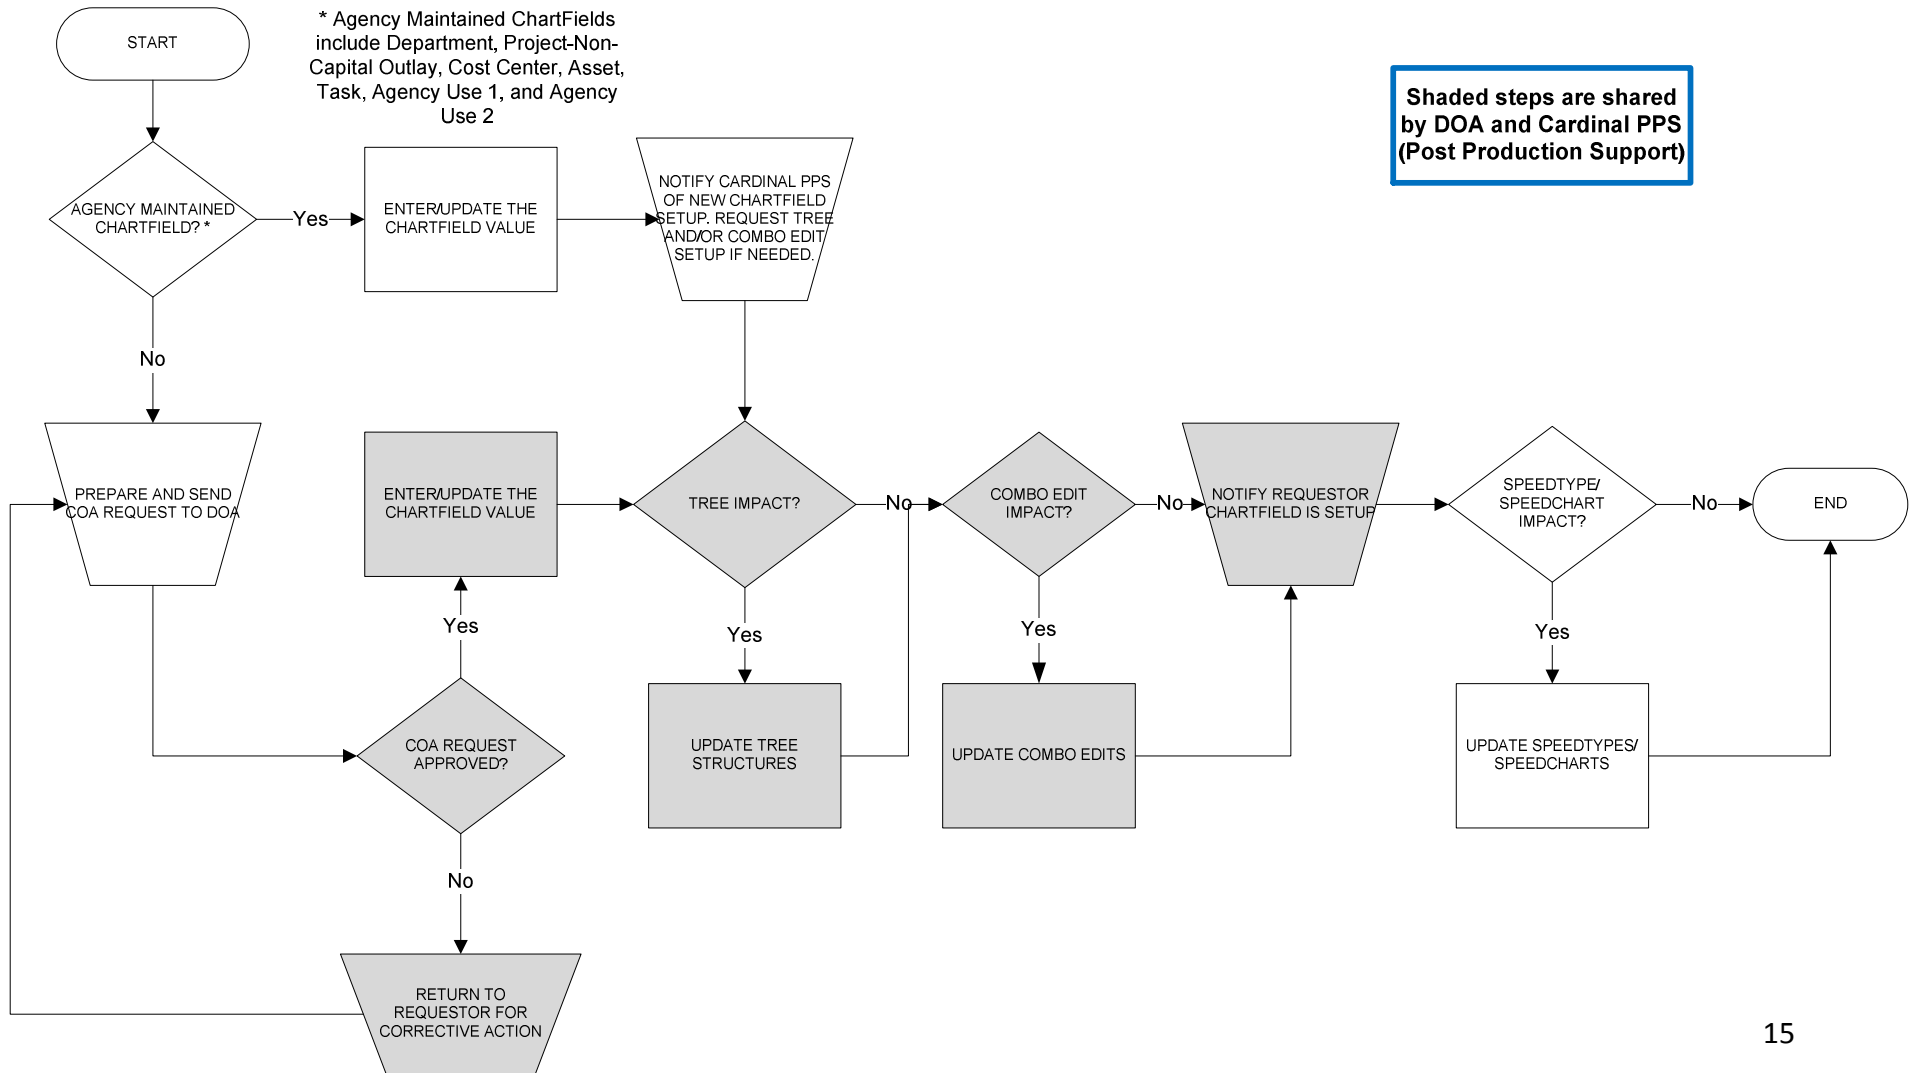 START
* Agency Maintained ChartFields
include Department, Project-Non-
Capital Outlay, Cost Center, Asset,
Task, Agency Use 1, and Agency
Use 2
Shaded steps are shared
by DOA and Cardinal PPS
(Post Production Support)
AGENCY MAINTAINED
CHARTFIELD? *
Yes
ENTER/UPDATE THE
CHARTFIELD VALUE
NOTIFY CARDINAL PPS
OF NEW CHARTFIELD
SETUP. REQUEST TREE
AND/OR COMBO EDIT
SETUP IF NEEDED.
No
PREPARE AND SEND
COA REQUEST TO DOA
ENTER/UPDATE THE
CHARTFIELD VALUE
TREE IMPACT?
No
COMBO EDIT
IMPACT?
No
NOTIFY REQUESTOR
CHARTFIELD IS SETUP
SPEEDTYPE/
SPEEDCHART
IMPACT?
No
END
Yes
Yes
Yes
Yes
COA REQUEST
APPROVED?
UPDATE TREE
STRUCTURES
UPDATE COMBO EDITS
UPDATE SPEEDTYPES/
SPEEDCHARTS
No
RETURN TO
REQUESTOR FOR
CORRECTIVE ACTION
15